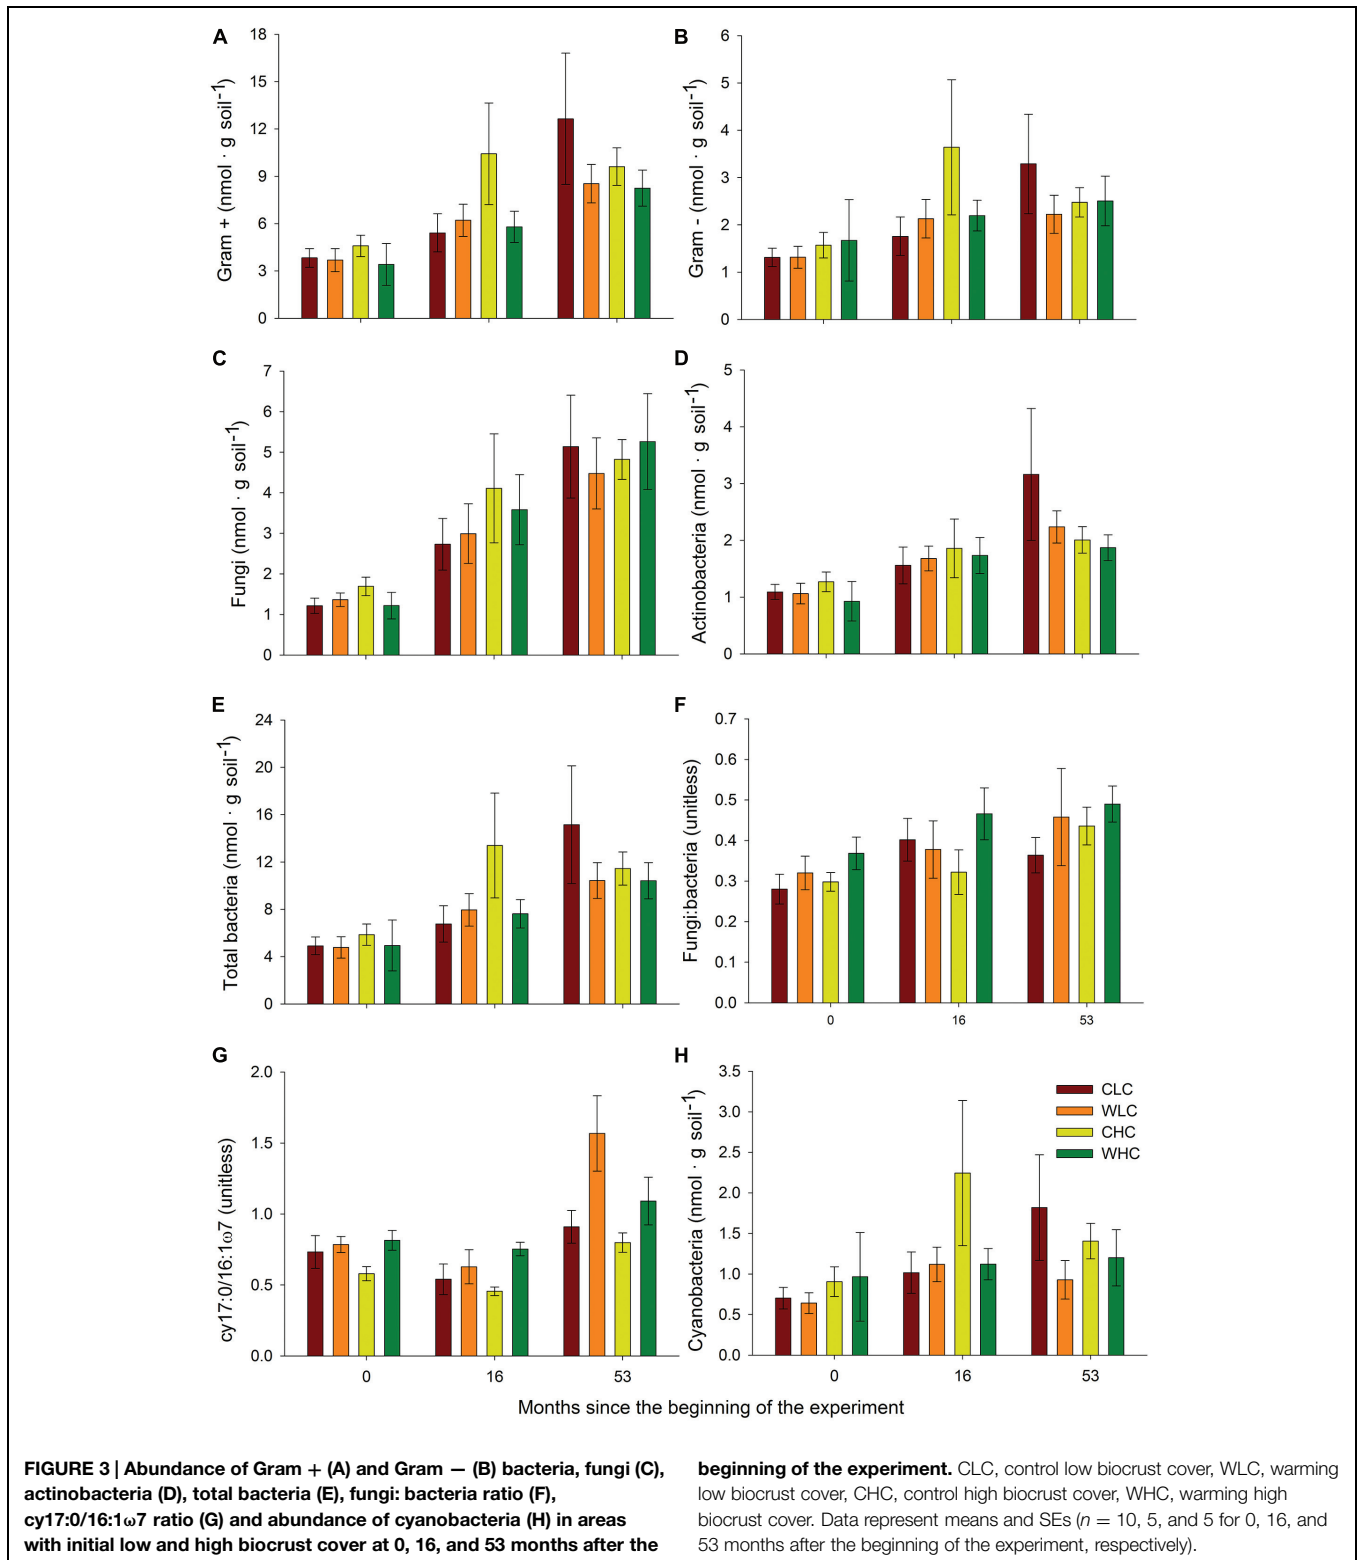 A
Gram + (nmol · g soil⁻¹)
18
15
12
9
6
3
0
B
Gram - (nmol · g soil⁻¹)
6
5
4
3
2
1
0
C
Fungi (nmol · g soil⁻¹)
7
6
5
4
3
2
1
0
D
Actinobacteria (nmol · g soil⁻¹)
5
4
3
2
1
0
E
Total bacteria (nmol · g soil⁻¹)
24
20
16
12
8
4
0
F
Fungi:bacteria (unitless)
0.7
0.6
0.5
0.4
0.3
0.2
0.1
0.0
0 16 53
G
cy17:0/16:1ω7 (unitless)
2.0
1.5
1.0
0.5
0.0
0 16 53
H
Cyanobacteria (nmol · g soil⁻¹)
3.5
3.0
2.5
2.0
1.5
1.0
0.5
0.0
CLC
WLC
CHC
WHC
0 16 53
Months since the beginning of the experiment
FIGURE 3 | Abundance of Gram + (A) and Gram − (B) bacteria, fungi (C),
actinobacteria (D), total bacteria (E), fungi: bacteria ratio (F),
cy17:0/16:1ω7 ratio (G) and abundance of cyanobacteria (H) in areas
with initial low and high biocrust cover at 0, 16, and 53 months after the
beginning of the experiment. CLC, control low biocrust cover, WLC, warming
low biocrust cover, CHC, control high biocrust cover, WHC, warming high
biocrust cover. Data represent means and SEs (n = 10, 5, and 5 for 0, 16, and
53 months after the beginning of the experiment, respectively).